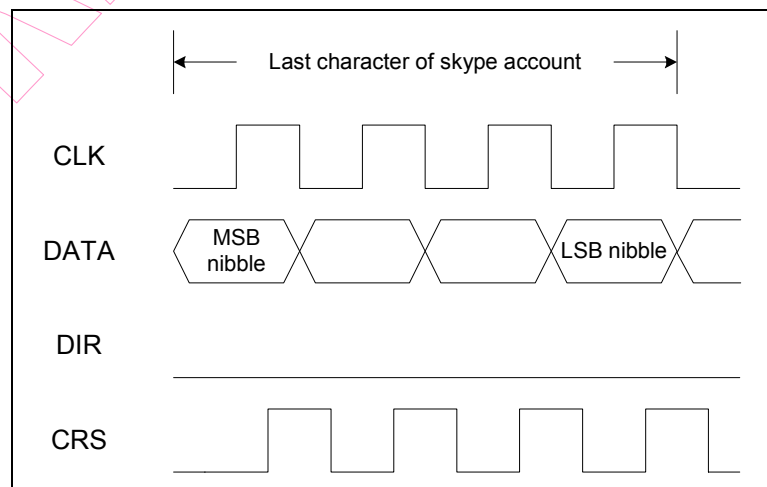 Last character of skype account
CLK
DATA
MSB
nibble
LSB nibble
DIR
CRS